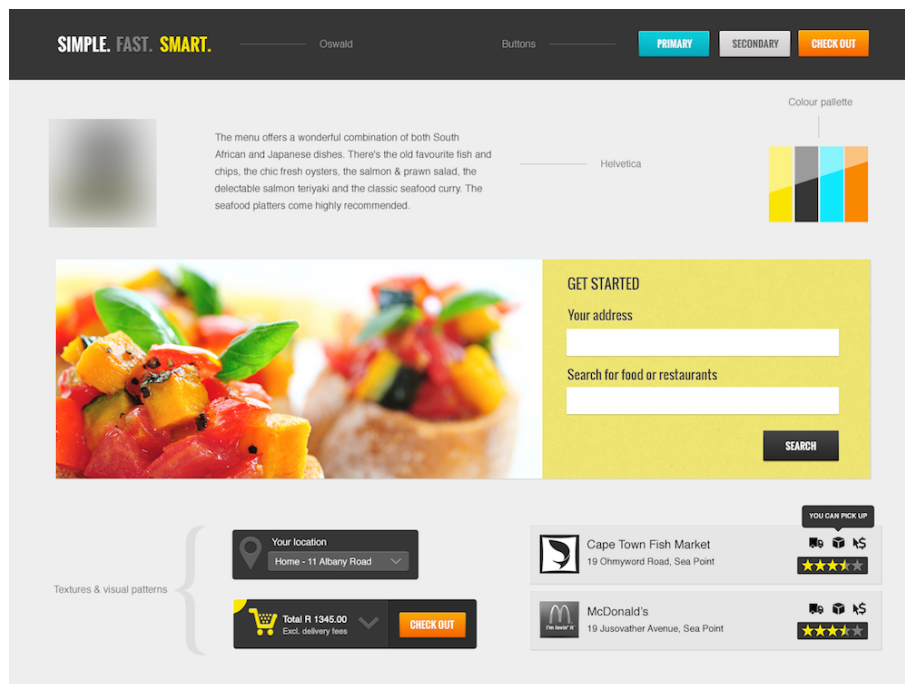 SIMPLE. FAST. SMART.
Oswald
Buttons
PRIMARY
SECONDARY
CHECK OUT
Colour pallette
The menu offers a wonderful combination of both South
African and Japanese dishes. There's the old favourite fish and
chips, the chic fresh oysters, the salmon & prawn salad, the
delectable salmon teriyaki and the classic seafood curry. The
seafood platters come highly recommended.
Helvetica
GET STARTED
Your address
Search for food or restaurants
SEARCH
Textures & visual patterns
Your location
Home - 11 Albany Road
Total R 1345.00
Excl. delivery fees
CHECK OUT
YOU CAN PICK UP
Cape Town Fish Market
19 Ohmyword Road, Sea Point
McDonald's
19 Jusovather Avenue, Sea Point
i'm lovin' it